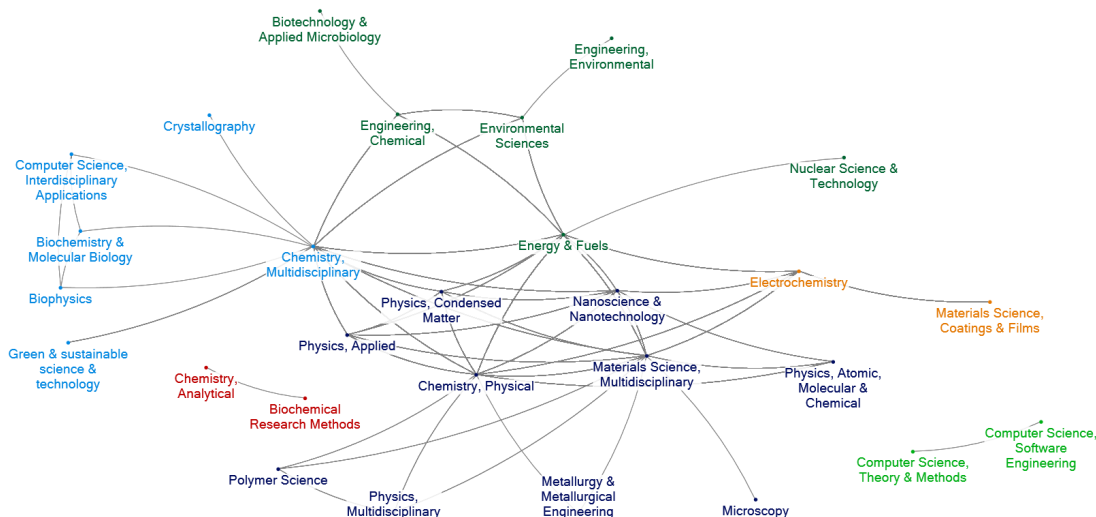 Biotechnology &
Applied Microbiology
Engineering,
Environmental
Crystallography
Engineering,
Chemical
Environmental
Sciences
Computer Science,
Interdisciplinary
Applications
Nuclear Science &
Technology
Biochemistry &
Molecular Biology
Chemistry,
Multidisciplinary
Energy & Fuels
Electrochemistry
Biophysics
Physics, Condensed
Matter
Nanoscience &
Nanotechnology
Materials Science,
Coatings & Films
Green & sustainable
science &
technology
Physics, Applied
Chemistry,
Analytical
Chemistry, Physical
Materials Science,
Multidisciplinary
Physics, Atomic,
Molecular &
Chemical
Biochemical
Research Methods
Computer Science,
Software
Engineering
Computer Science,
Theory & Methods
Polymer Science
Physics,
Multidisciplinary
Metallurgy &
Metallurgical
Engineering
Microscopy